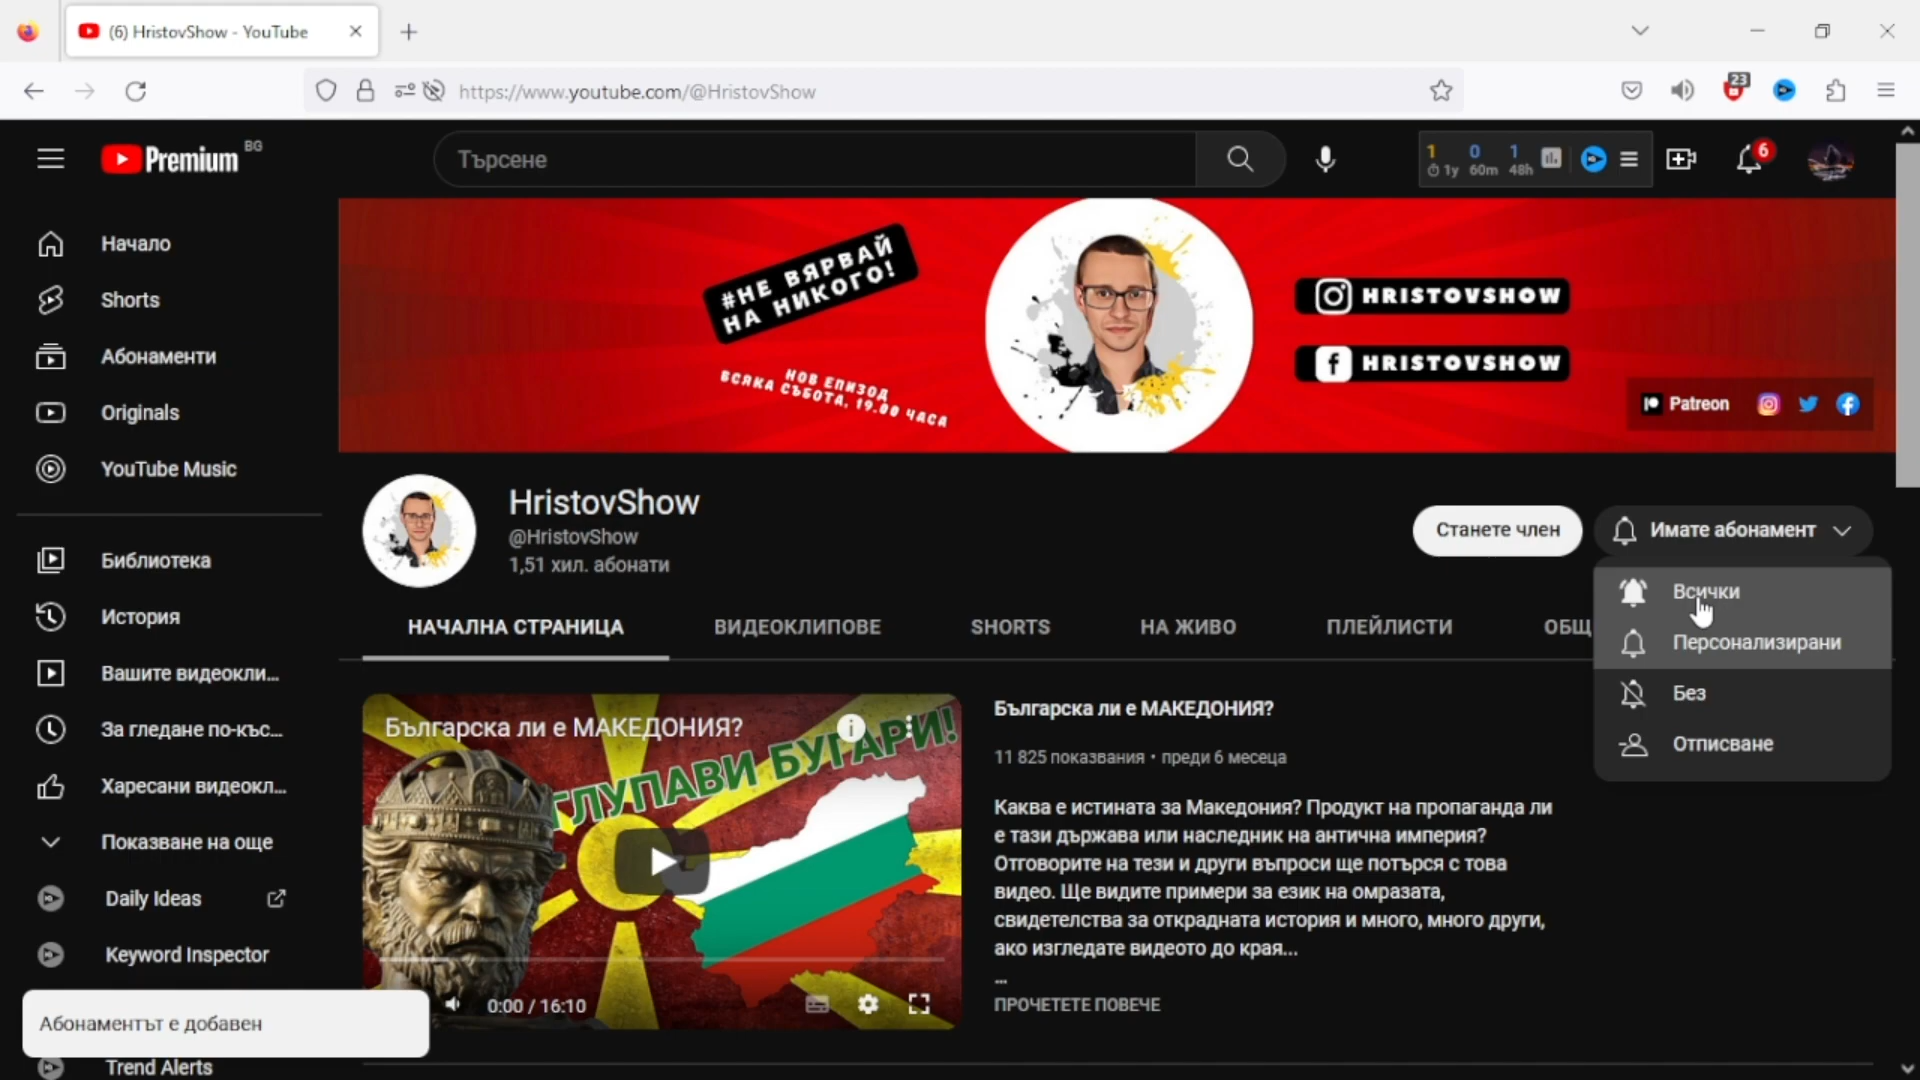 (6) HristovShow - YouTube
https://www.youtube.com/@HristovShow
23
Premium BG
Търсене
1 0 1
1y 60m 48h
6
Начало
Shorts
Абонаменти
Originals
YouTube Music
Библиотека
История
Вашите видеокли...
За гледане по-къс...
Харесани видеокл...
Показване на още
Daily Ideas
Keyword Inspector
Абонаментът е добавен
Trend Alerts
#НЕ ВЯРВАЙ
НА НИКОГО!
НОВ ЕПИЗОД
ВСЯКА СЪБОТА, 19.00 ЧАСА
HRISTOVSHOW
HRISTOVSHOW
Patreon
HristovShow
@HristovShow
1,51 хил. абонати
Станете член
Имате абонамент
Всички
Персонализирани
Без
Отписване
НАЧАЛНА СТРАНИЦА
ВИДЕОКЛИПОВЕ
SHORTS
НА ЖИВО
ПЛЕЙЛИСТИ
ОБЩ
Българска ли е МАКЕДОНИЯ?
ГЛУПАВИ БУГАРИ!
0:00 / 16:10
Българска ли е МАКЕДОНИЯ?
11 825 показвания • преди 6 месеца
Каква е истината за Македония? Продукт на пропаганда ли
е тази държава или наследник на антична империя?
Отговорите на тези и други въпроси ще потърся с това
видео. Ще видите примери за език на омразата,
свидетелства за открадната история и много, много други,
ако изгледате видеото до края...
...
ПРОЧЕТЕТЕ ПОВЕЧЕ